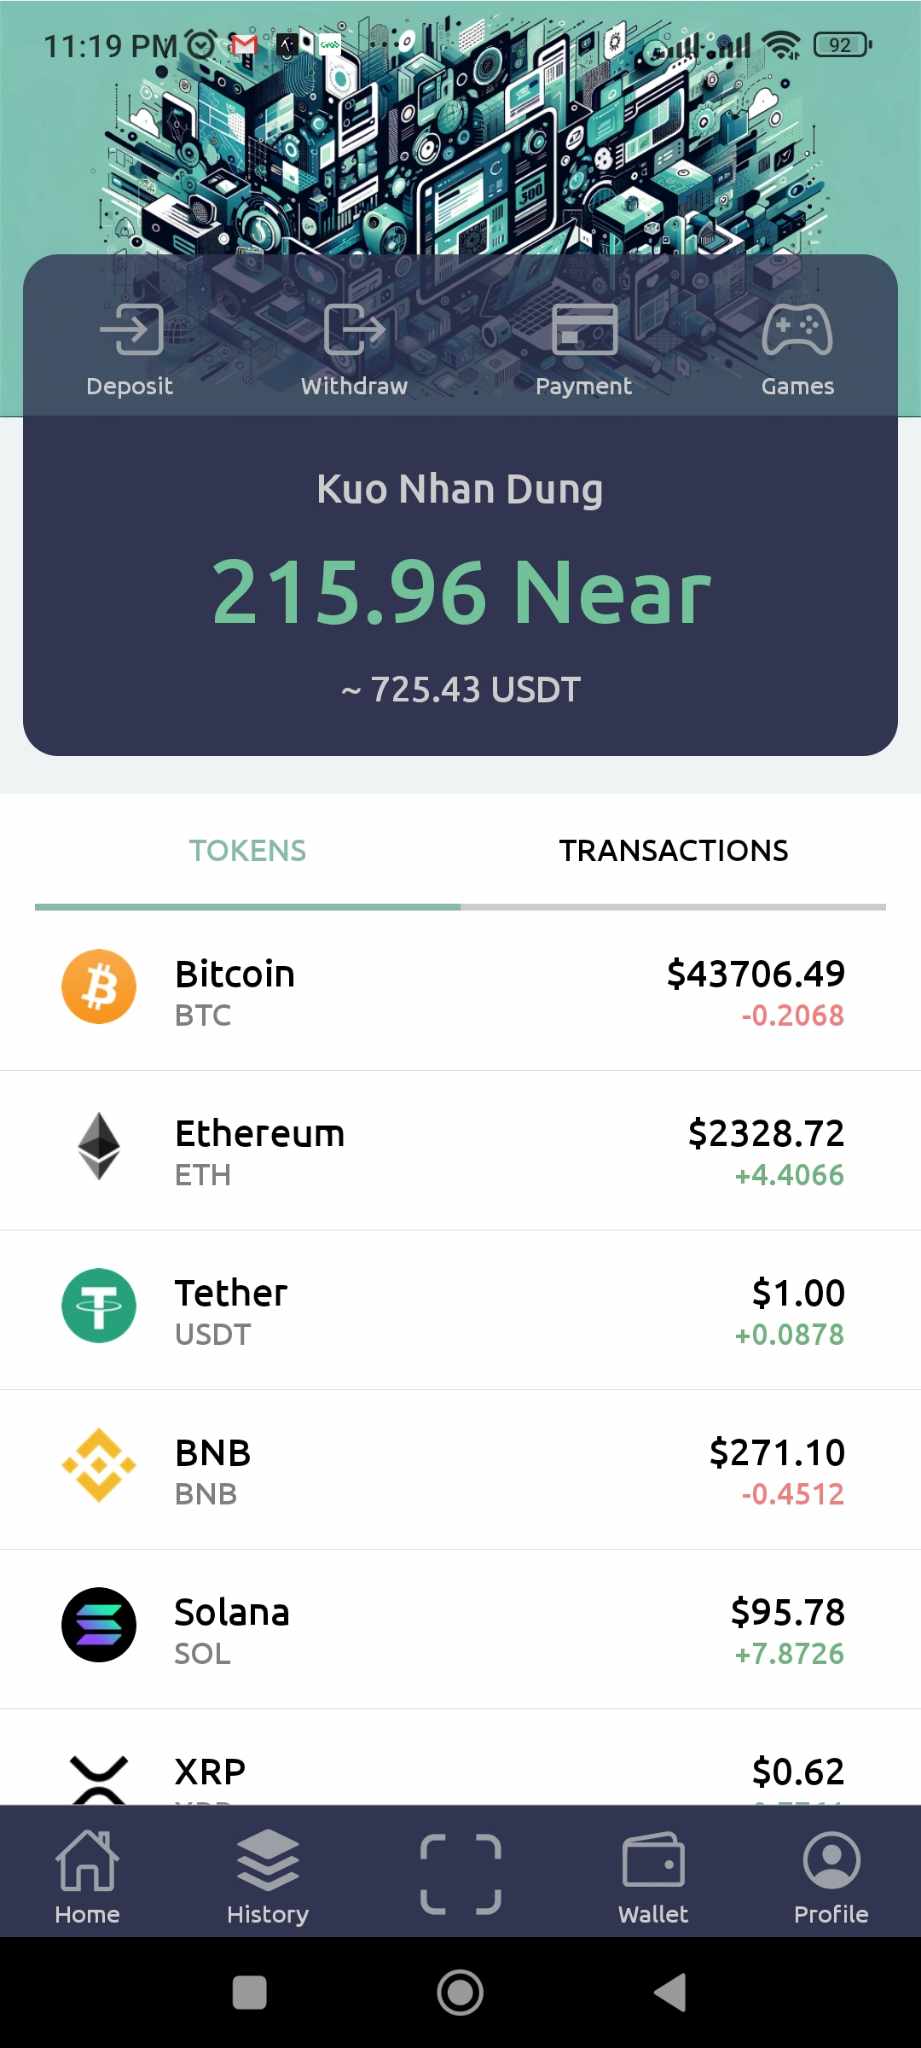 11:19 PM
92
Deposit
Withdraw
Payment
Games
Kuo Nhan Dung
215.96 Near
~ 725.43 USDT
TOKENS
TRANSACTIONS
Bitcoin
$43706.49
BTC
-0.2068
Ethereum
$2328.72
ETH
+4.4066
Tether
$1.00
USDT
+0.0878
BNB
$271.10
BNB
-0.4512
Solana
$95.78
SOL
+7.8726
XRP
$0.62
Home
History
Wallet
Profile